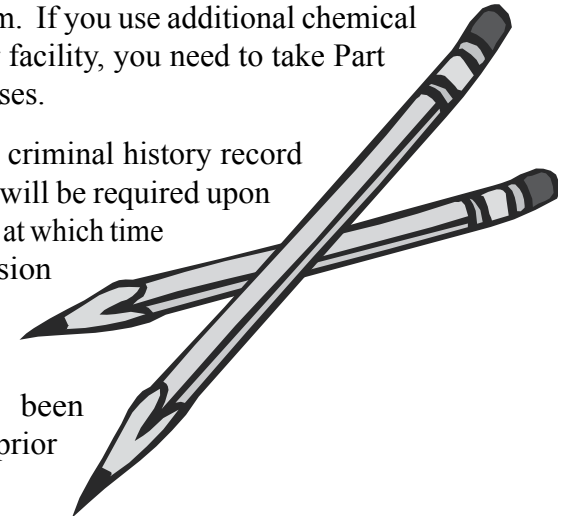 m. If you use additional chemical
facility, you need to take Part
ses.
criminal history record
will be required upon
at which time
sion
been
prior